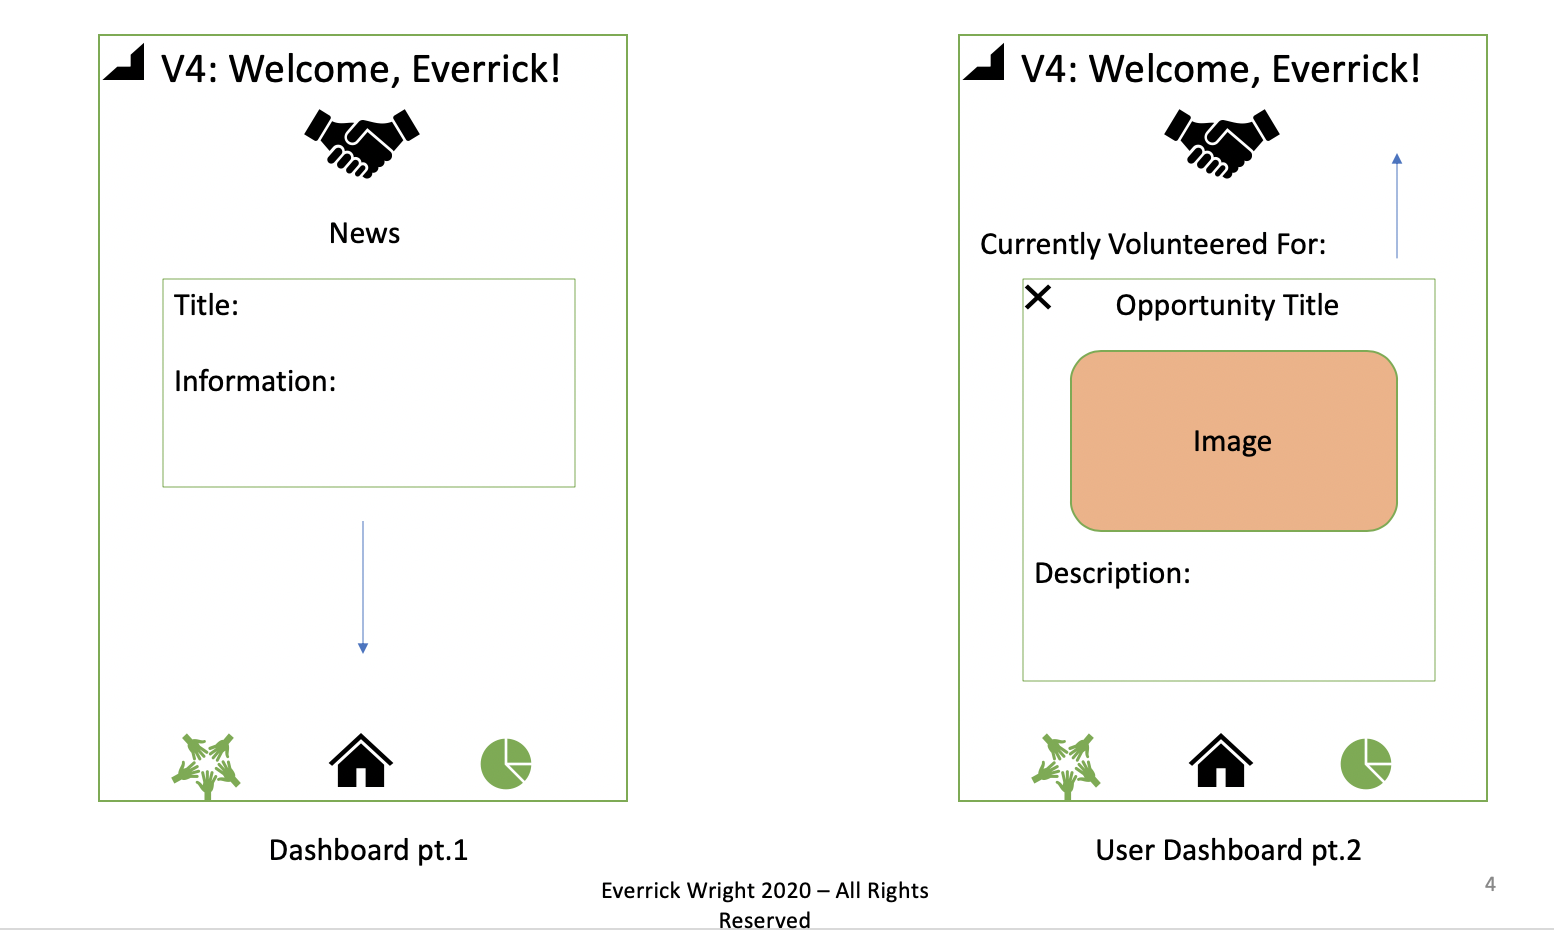 V4: Welcome, Everrick!
News
Title:
Information:
Dashboard pt.1
V4: Welcome, Everrick!
Currently Volunteered For:
Opportunity Title
Image
Description:
User Dashboard pt.2
Everrick Wright 2020 – All Rights
Reserved
4